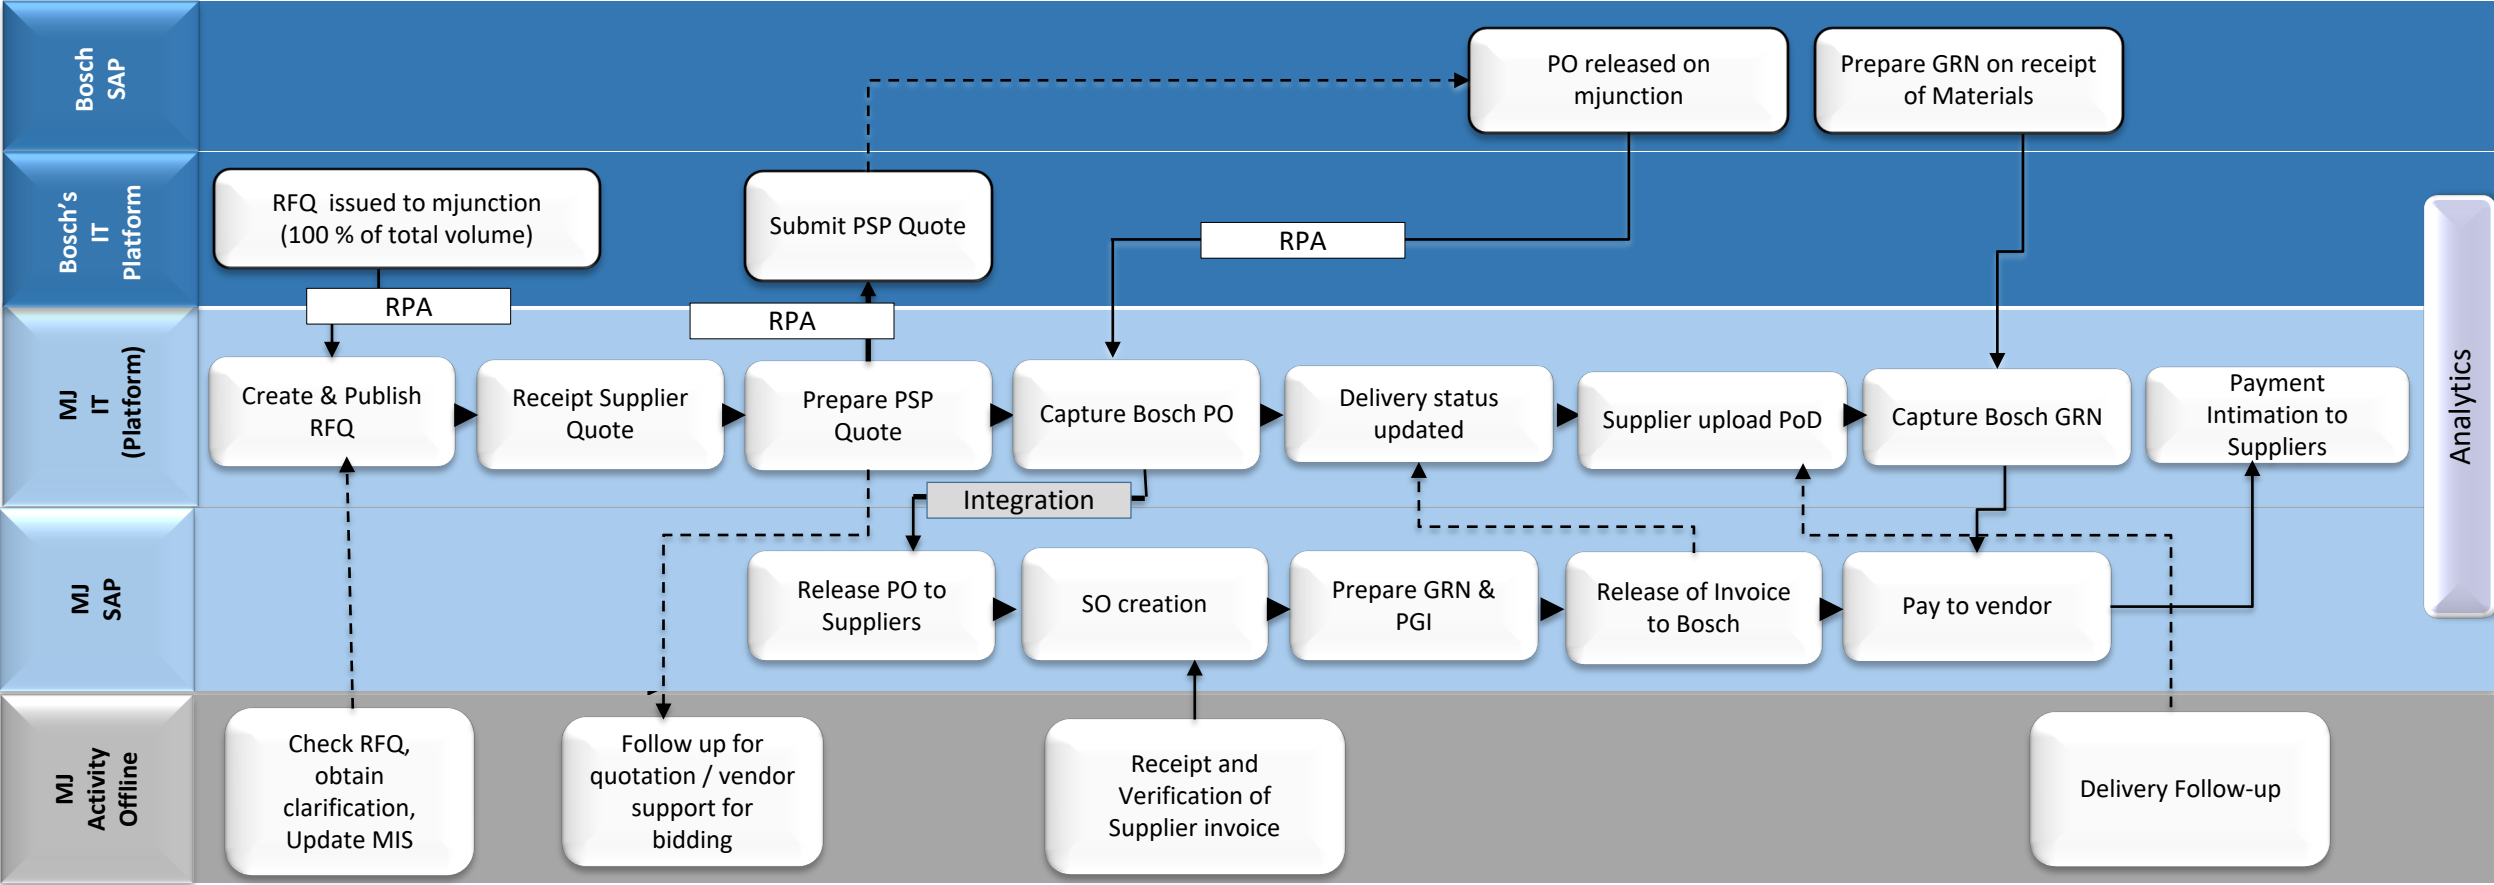 Bosch
SAP
PO released on
mjunction
Prepare GRN on receipt
of Materials
Bosch's
IT
Platform
RFQ issued to mjunction
(100 % of total volume)
Submit PSP Quote
RPA
RPA
RPA
MJ
IT
(Platform)
Create & Publish
RFQ
Receipt Supplier
Quote
Prepare PSP
Quote
Capture Bosch PO
Delivery status
updated
Supplier upload PoD
Capture Bosch GRN
Payment
Intimation to
Suppliers
Analytics
Integration
MJ
SAP
Release PO to
Suppliers
SO creation
Prepare GRN &
PGI
Release of Invoice
to Bosch
Pay to vendor
MJ
Activity
Offline
Check RFQ,
obtain
clarification,
Update MIS
Follow up for
quotation / vendor
support for
bidding
Receipt and
Verification of
Supplier invoice
Delivery Follow-up